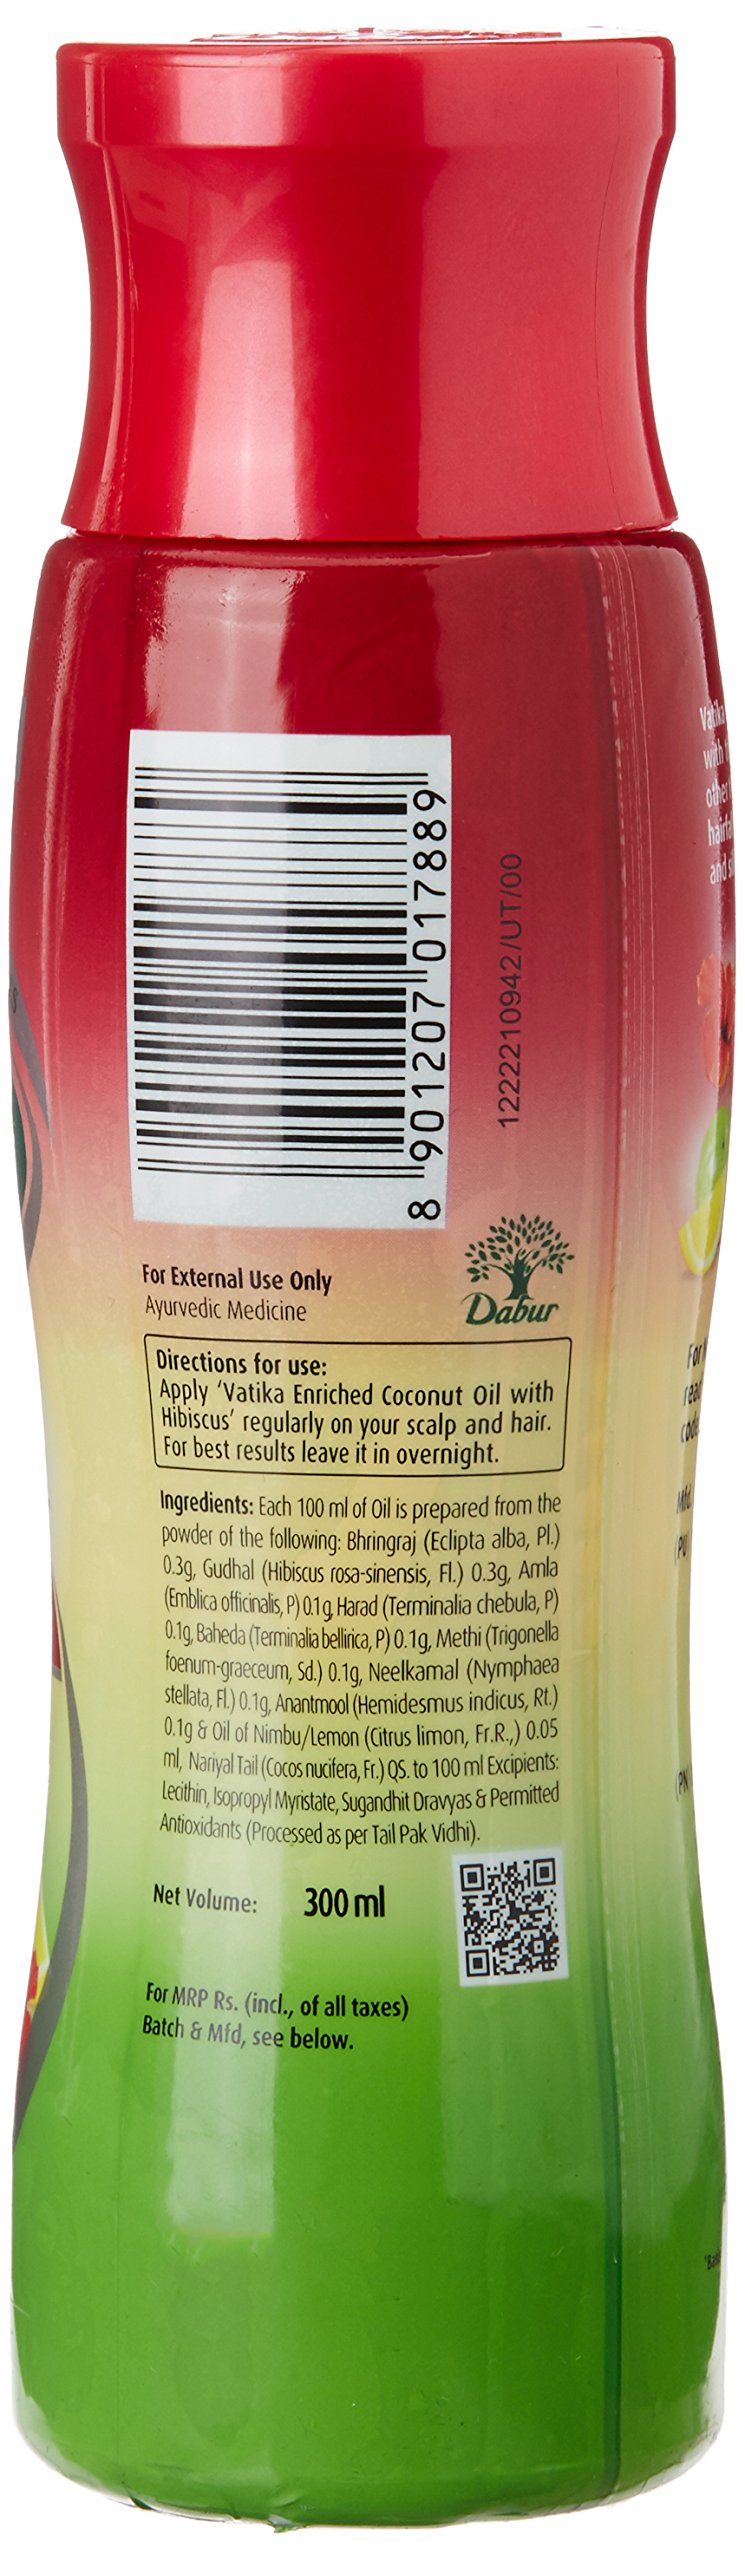 8 901207 017889
1222210942/UT/00
Vatika
with
other
and
For External Use Only
Ayurvedic Medicine
Dabur
Directions for use:
Apply ‘Vatika Enriched Coconut Oil with
Hibiscus’ regularly on your scalp and hair.
For best results leave it in overnight.
Ingredients: Each 100 ml of Oil is prepared from the
powder of the following: Bhringraj (Eclipta alba, Pl.)
0.3g, Gudhal (Hibiscus rosa-sinensis, Fl.) 0.3g, Amla
(Emblica officinalis, P) 0.1g, Harad (Terminalia chebula, P)
0.1g, Baheda (Terminalia bellirica, P) 0.1g, Methi (Trigonella
foenum-graeceum, Sd.) 0.1g, Neelkamal (Nymphaea
stellata, Fl.) 0.1g, Anantmool (Hemidesmus indicus, Rt.)
0.1g & Oil of Nimbu/Lemon (Citrus limon, Fr.R.,) 0.05
ml, Nariyal Tail (Cocos nucifera, Fr.) QS. to 100 ml Excipients:
Lecithin, Isopropyl Myristate, Sugandhit Dravyas & Permitted
Antioxidants (Processed as per Tail Pak Vidhi).
Net Volume: 300 ml
For MRP Rs. (incl., of all taxes)
Batch & Mfd, see below.
For
Mfd.